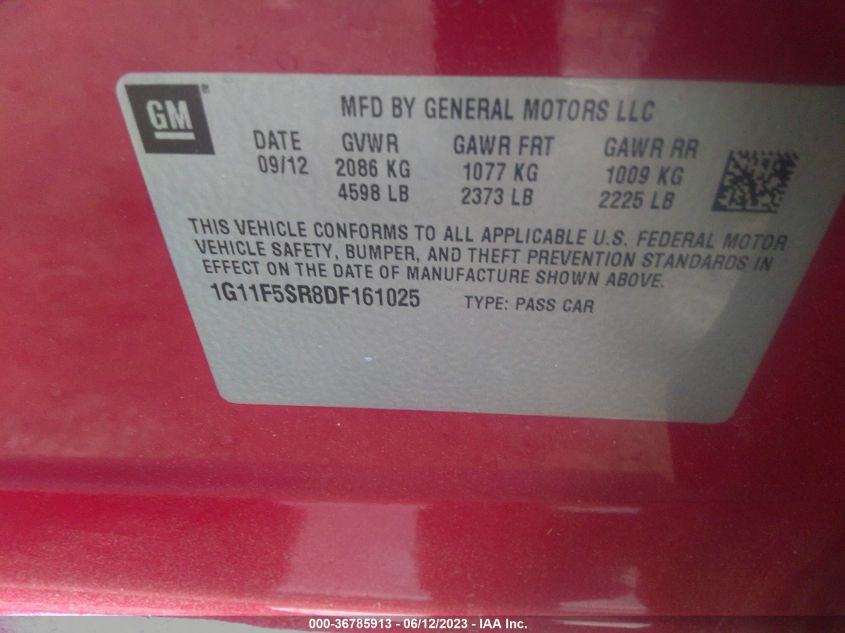 GM®
MFD BY GENERAL MOTORS LLC
DATE GVWR GAWR FRT GAWR RR
09/12 2086 KG 1077 KG 1009 KG
4598 LB 2373 LB 2225 LB
THIS VEHICLE CONFORMS TO ALL APPLICABLE U.S. FEDERAL MOTOR
VEHICLE SAFETY, BUMPER, AND THEFT PREVENTION STANDARDS IN
EFFECT ON THE DATE OF MANUFACTURE SHOWN ABOVE.
1G11F5SR8DF161025 TYPE: PASS CAR
000-36785913 - 06/12/2023 - IAA Inc.